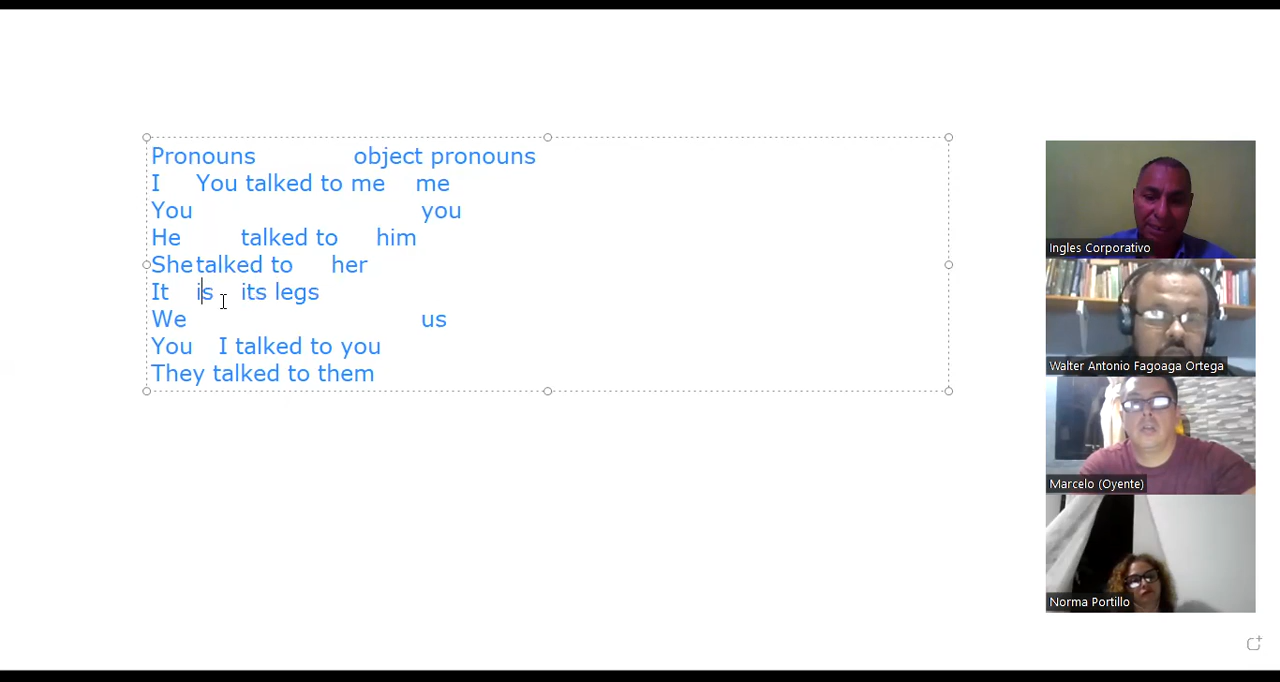 Pronouns object pronouns
I You talked to me me
You you
He talked to him
She talked to her
It is its legs
We us
You I talked to you
They talked to them
Ingles Corporativo
Walter Antonio Fagoaga Ortega
Marcelo (Oyente)
Norma Portillo